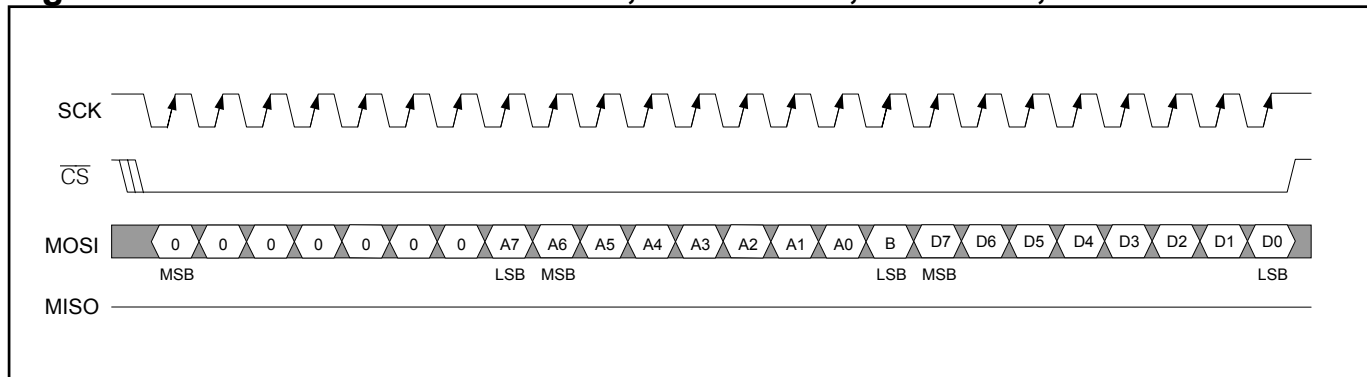 SCK
CS
MOSI 0 0 0 0 0 0 0 A7 A6 A5 A4 A3 A2 A1 A0 B D7 D6 D5 D4 D3 D2 D1 D0
MSB LSB MSB LSB MSB LSB
MISO